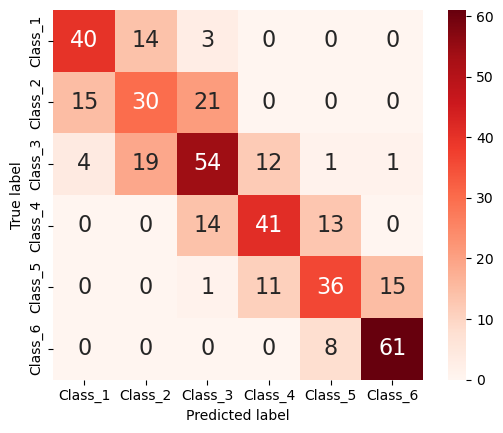 Class_1 40 14 3 0 0 0
Class_2 15 30 21 0 0 0
Class_3 4 19 54 12 1 1
Class_4 0 0 14 41 13 0
Class_5 0 0 1 11 36 15
Class_6 0 0 0 0 8 61
True label
Class_1 Class_2 Class_3 Class_4 Class_5 Class_6
Predicted label
60
50
40
30
20
10
0